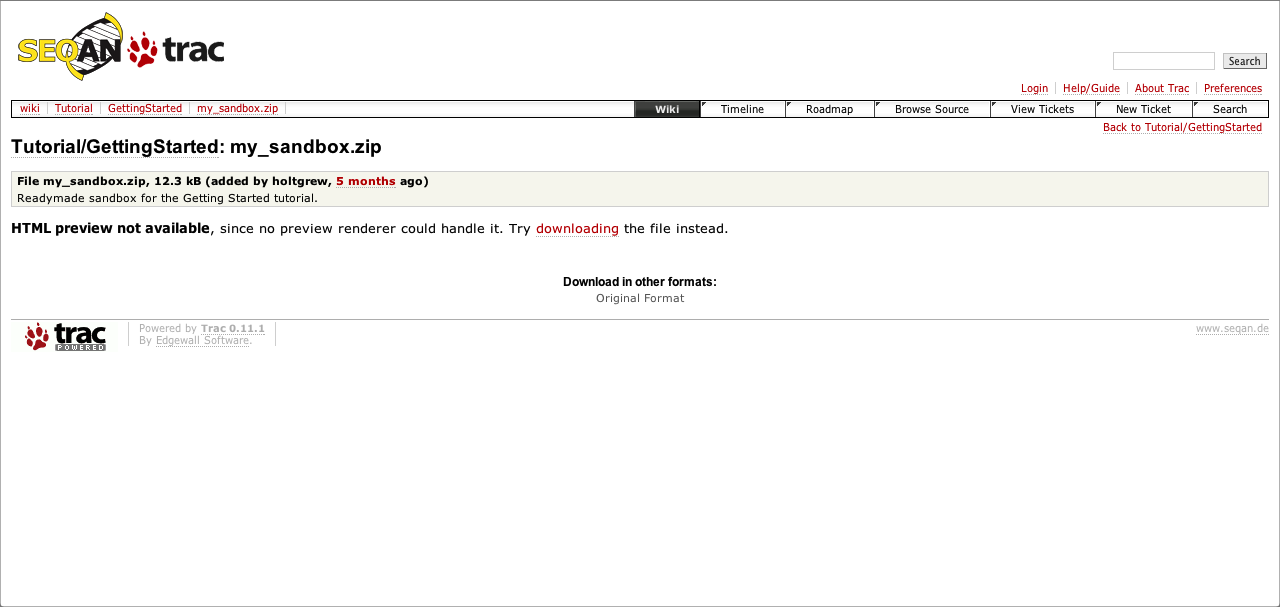 SEQAN trac
Search
Login Help/Guide About Trac Preferences
wiki Tutorial GettingStarted my_sandbox.zip Wiki Timeline Roadmap Browse Source View Tickets New Ticket Search
Back to Tutorial/GettingStarted
Tutorial/GettingStarted: my_sandbox.zip
File my_sandbox.zip, 12.3 kB (added by holtgrew, 5 months ago)
Readymade sandbox for the Getting Started tutorial.
HTML preview not available, since no preview renderer could handle it. Try downloading the file instead.
Download in other formats:
Original Format
trac
POWERED
Powered by Trac 0.11.1
By Edgewall Software.
www.seqan.de